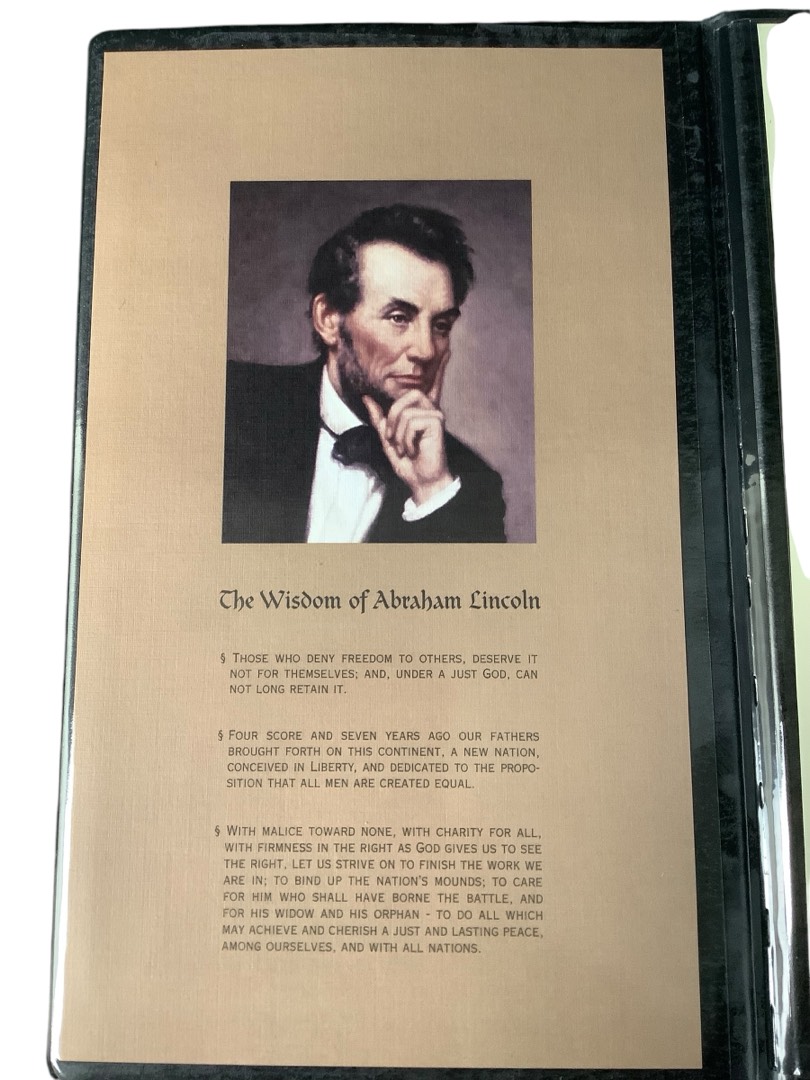 The Wisdom of Abraham Lincoln
§ THOSE WHO DENY FREEDOM TO OTHERS, DESERVE IT
NOT FOR THEMSELVES; AND, UNDER A JUST GOD, CAN
NOT LONG RETAIN IT.
§ FOUR SCORE AND SEVEN YEARS AGO OUR FATHERS
BROUGHT FORTH ON THIS CONTINENT, A NEW NATION,
CONCEIVED IN LIBERTY, AND DEDICATED TO THE PROPO-
SITION THAT ALL MEN ARE CREATED EQUAL.
§ WITH MALICE TOWARD NONE, WITH CHARITY FOR ALL,
WITH FIRMNESS IN THE RIGHT AS GOD GIVES US TO SEE
THE RIGHT, LET US STRIVE ON TO FINISH THE WORK WE
ARE IN; TO BIND UP THE NATION'S MOUNDS; TO CARE
FOR HIM WHO SHALL HAVE BORNE THE BATTLE, AND
FOR HIS WIDOW AND HIS ORPHAN - TO DO ALL WHICH
MAY ACHIEVE AND CHERISH A JUST AND LASTING PEACE,
AMONG OURSELVES, AND WITH ALL NATIONS.